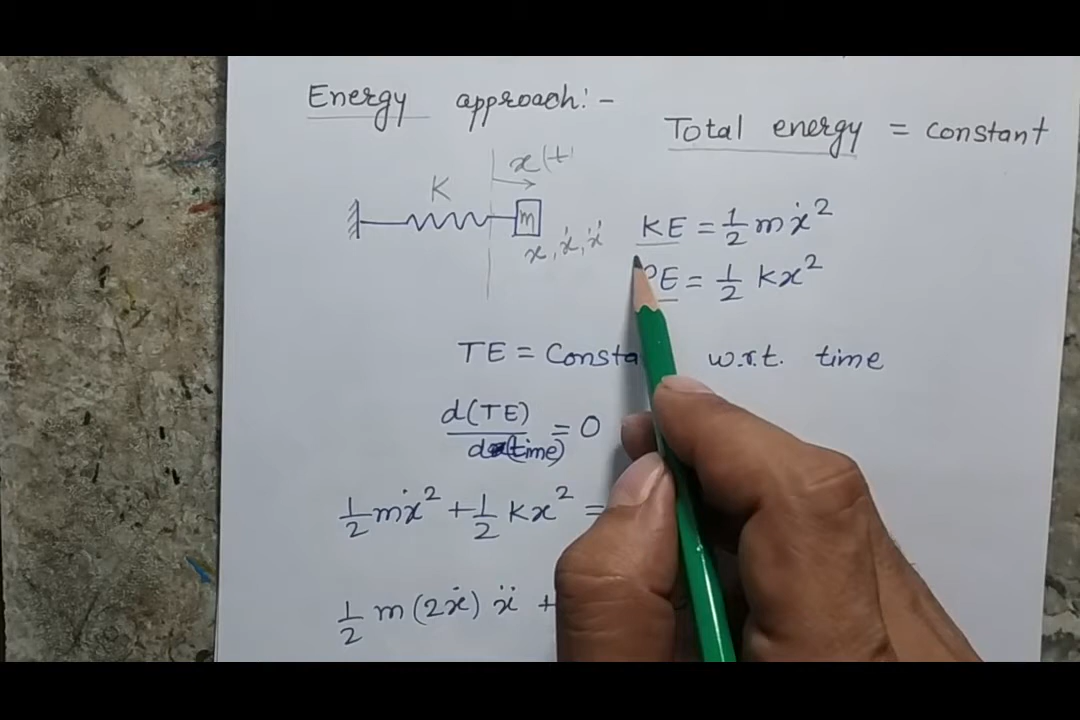 Energy approach:-
Total energy = constant
x(t
K
m
x, ẋ, ẍ
KE = 1/2 mẋ²
PE = 1/2 Kx²
TE = Consta w.r.t. time
d(TE)/d(time) = 0
1/2 mẋ² + 1/2 Kx² =
1/2 m(2ẋ) ẍ +